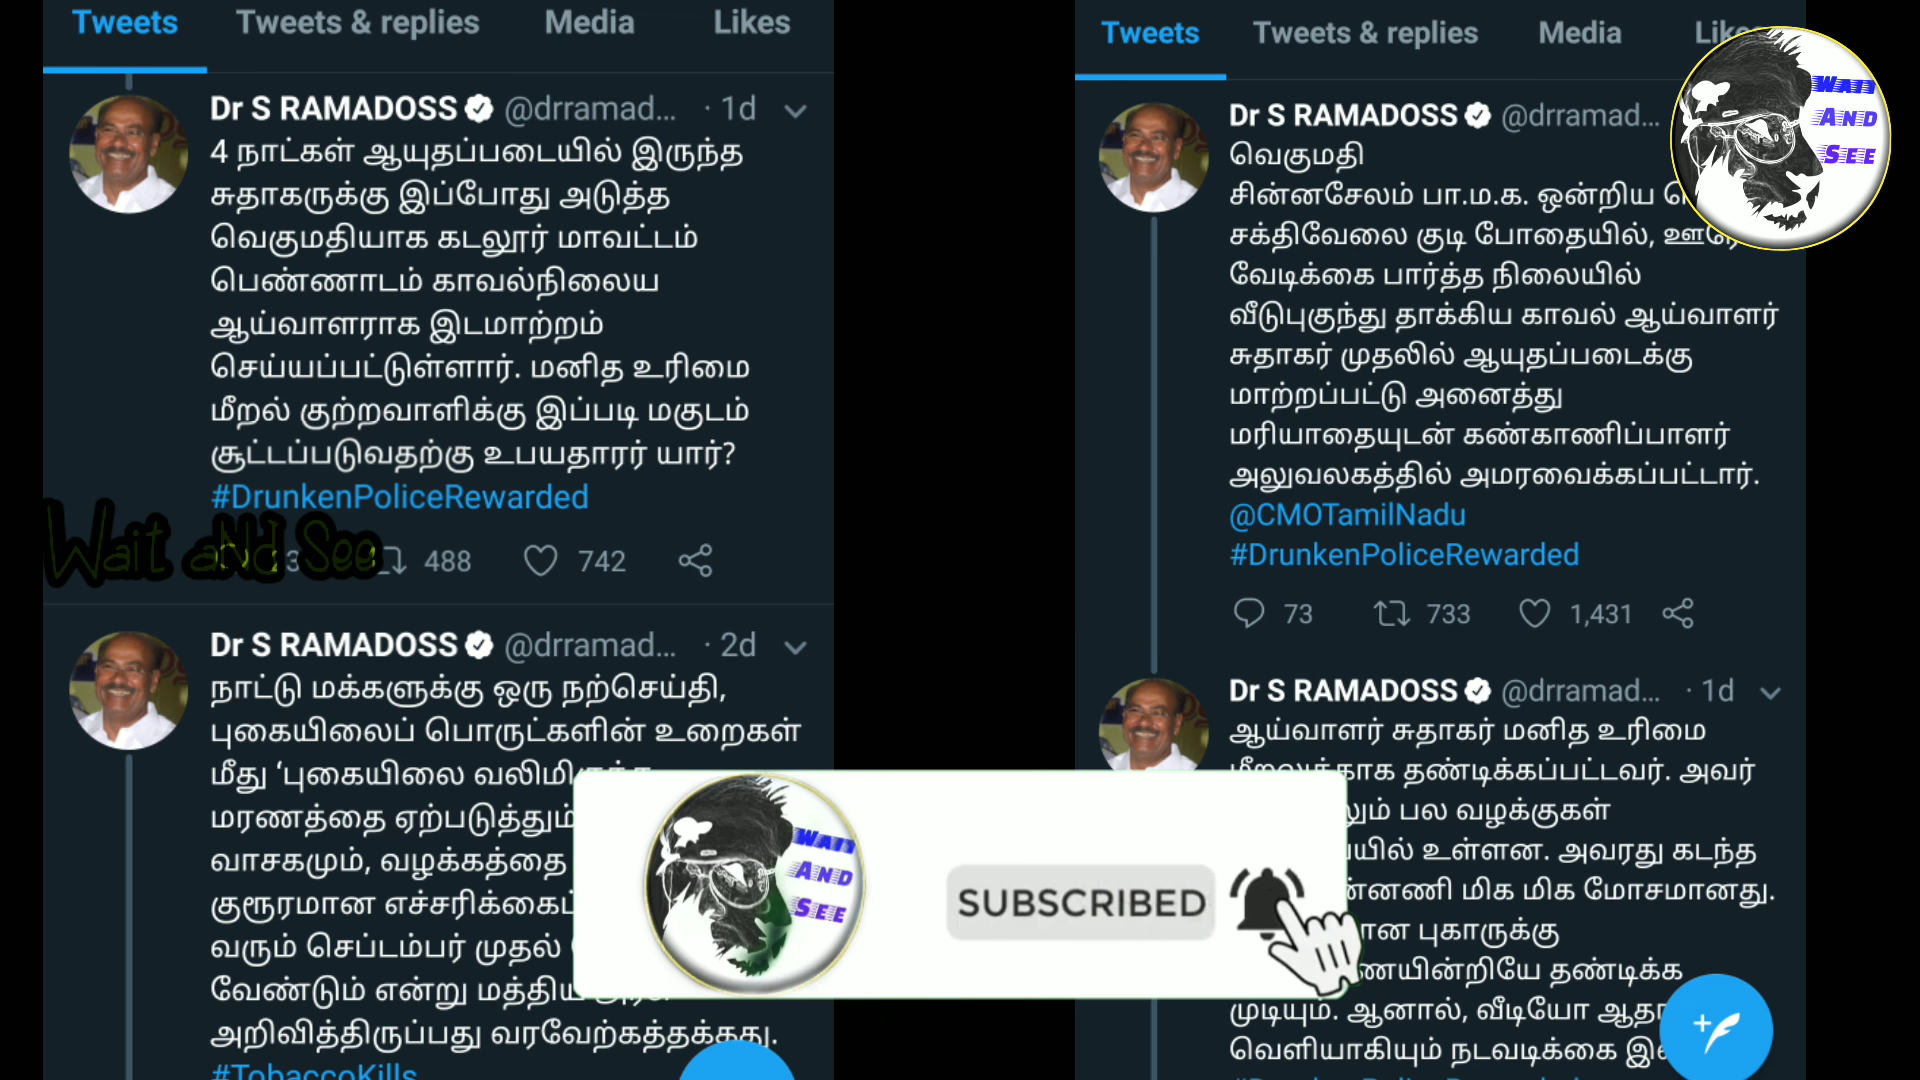 Tweets Tweets & replies Media Likes
Dr S RAMADOSS @drramad... · 1d
4 நாட்கள் ஆயுதப்படையில் இருந்த
சுதாகருக்கு இப்போது அடுத்த
வெகுமதியாக கடலூர் மாவட்டம்
பெண்ணாடம் காவல்நிலைய
ஆய்வாளராக இடமாற்றம்
செய்யப்பட்டுள்ளார். மனித உரிமை
மீறல் குற்றவாளிக்கு இப்படி மகுடம்
சூட்டப்படுவதற்கு உபயதாரர் யார்?
#DrunkenPoliceRewarded
Wait aNd See
488 742
Dr S RAMADOSS @drramad... · 2d
நாட்டு மக்களுக்கு ஒரு நற்செய்தி,
புகையிலைப் பொருட்களின் உறைகள்
மீது ‘புகையிலை
மரணத்தை ஏற்படுத்தும்
வாசகமும், வழக்கத்தை
குரூரமான
வரும் செப்டம்பர் முதல்
வேண்டும் என்று மத்திய அரசு
அறிவித்திருப்பது வரவேற்கத்தக்கது.
#TobaccoKills
Tweets Tweets & replies Media
Dr S RAMADOSS @drramad...
வெகுமதி
சின்னசேலம் பா.ம.க. ஒன்றிய
சக்திவேலை குடி போதையில்,
வேடிக்கை பார்த்த நிலையில்
வீடுபுகுந்து தாக்கிய காவல் ஆய்வாளர்
சுதாகர் முதலில் ஆயுதப்படைக்கு
மாற்றப்பட்டு அனைத்து
மரியாதையுடன் கண்காணிப்பாளர்
அலுவலகத்தில் அமரவைக்கப்பட்டார்.
@CMOTamilNadu
#DrunkenPoliceRewarded
73 733 1,431
Dr S RAMADOSS @drramad... · 1d
ஆய்வாளர் சுதாகர் மனித உரிமை
மீறலுக்காக தண்டிக்கப்பட்டவர். அவர்
பல வழக்குகள்
உள்ளன. அவரது கடந்த
மிக மிக மோசமானது.
புகாருக்கு
தண்டிக்க
முடியும். ஆனால், வீடியோ
வெளியாகியும் நடவடிக்கை
Wait
And
See
Wait
And
See
SUBSCRIBED